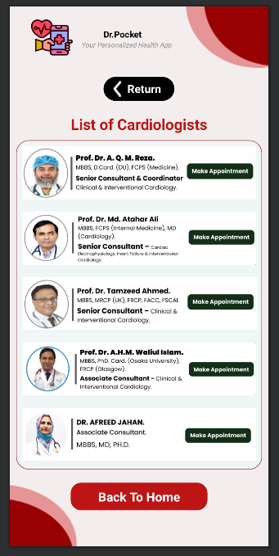 Dr.Pocket
Your Personalized Health App
Return
List of Cardiologists
Prof. Dr. A. Q. M. Reza.
MBBS, D.Card. (DU), FCPS (Medicine).
Senior Consultant & Coordinator
Clinical & Interventional Cardiology.
Make Appointment
Prof. Dr. Md. Atahar Ali
MBBS, FCPS (Internal Medicine), MD
(Cardiology).
Senior Consultant – Cardiac
Electrophysiology, Heart Failure & Interventional
Cardiology.
Make Appointment
Prof. Dr. Tamzeed Ahmed.
MBBS, MRCP (UK), FRCP, FACC, FSCAI.
Senior Consultant – Clinical &
Interventional Cardiology.
Make Appointment
Prof. Dr. A.H.M. Waliul Islam.
MBBS, PhD. Card. (Osaka University),
FRCP (Glasgow).
Associate Consultant – Clinical &
Interventional Cardiology.
Make Appointment
DR. AFREED JAHAN.
Associate Consultant.
MBBS, MD, PH.D.
Make Appointment
Back To Home